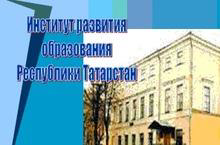 Институт развития
образования
Республики Татарстан